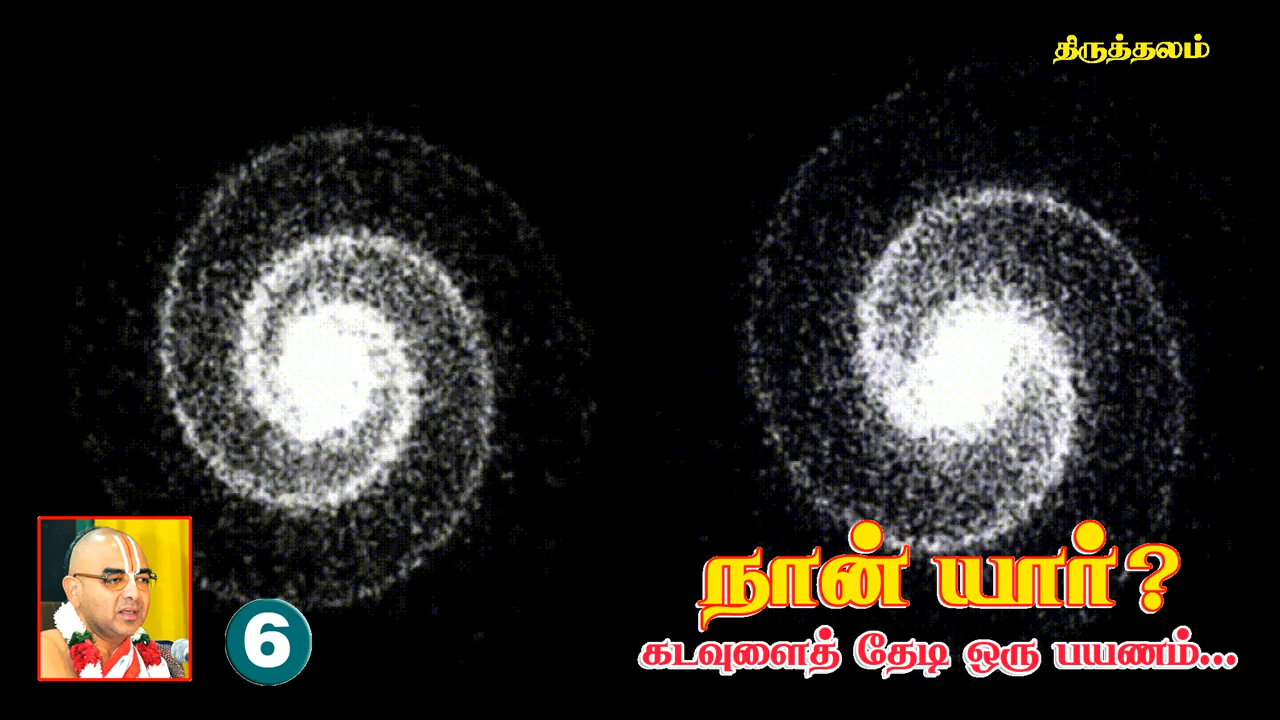 திருத்தலம்
நான் யார்?
கடவுளைத் தேடி ஒரு பயணம்...
6